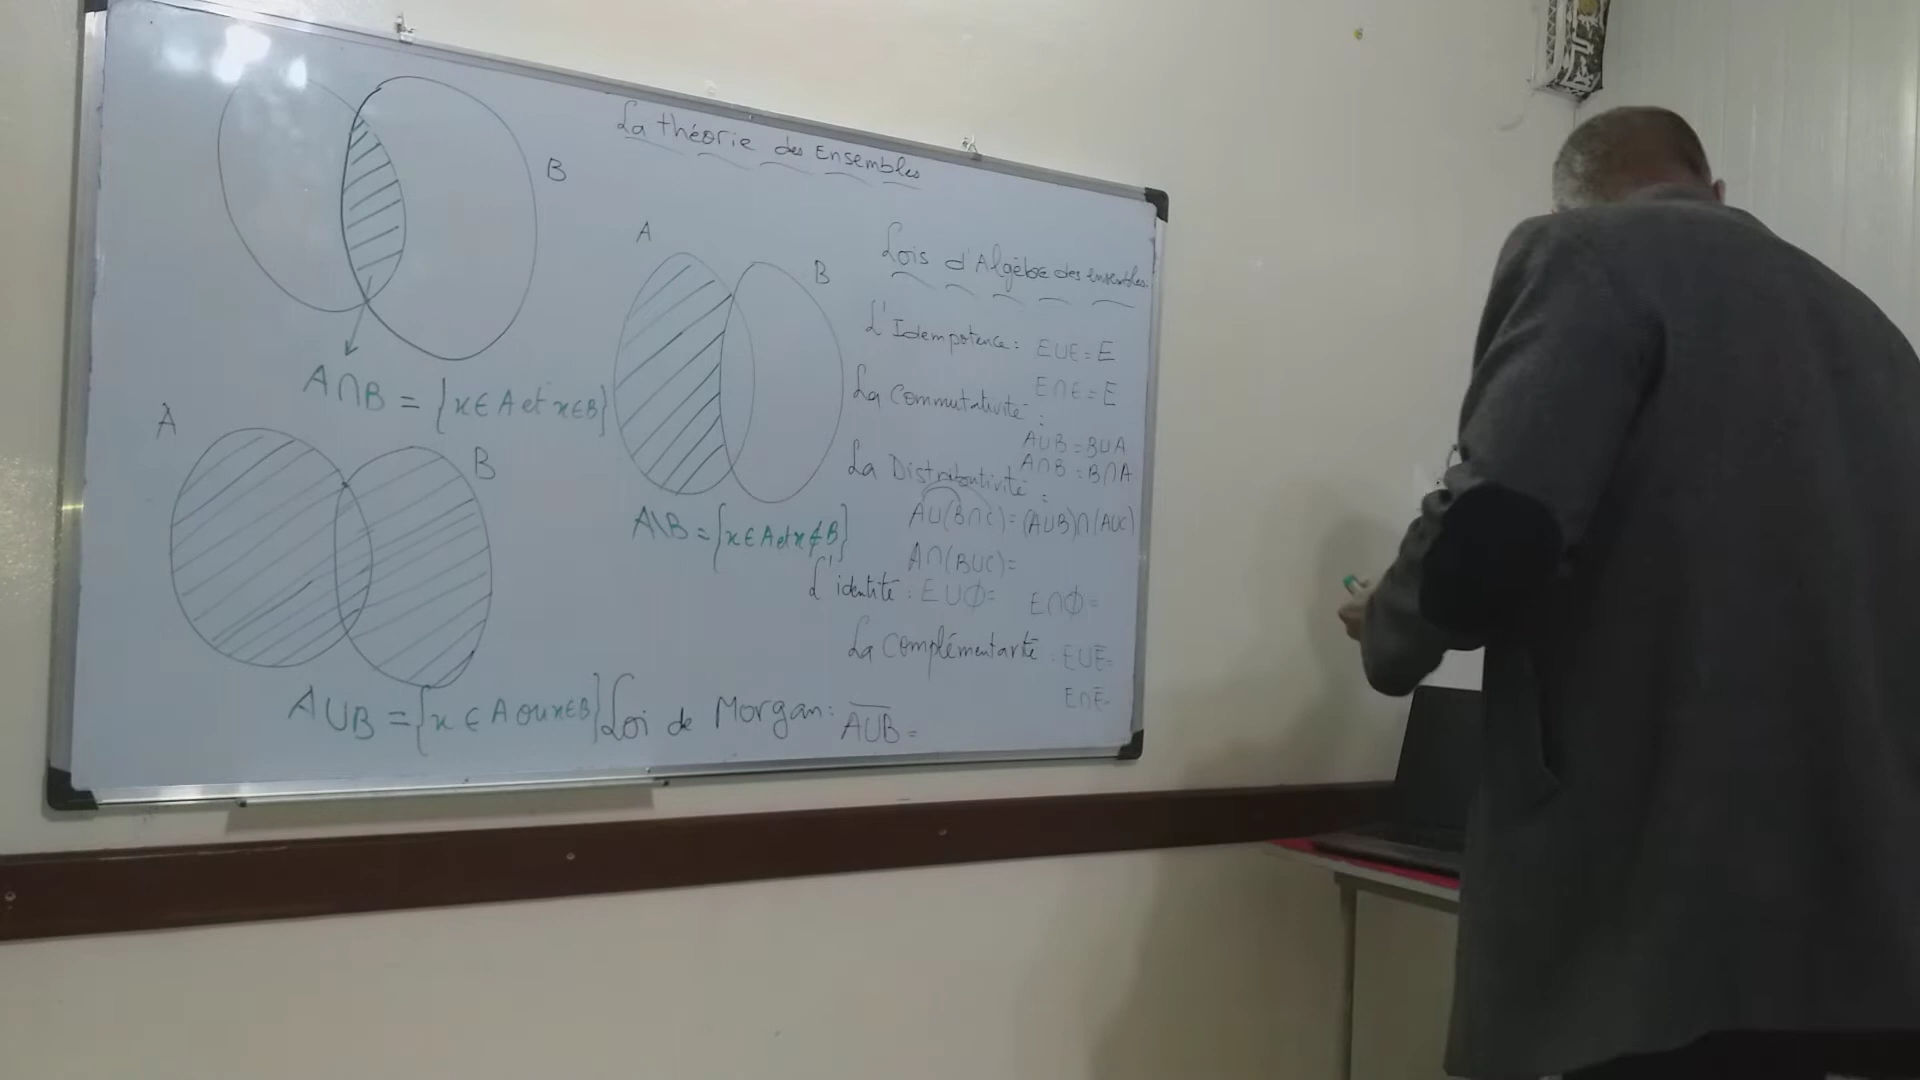 La théorie des Ensembles
B
A∩B = {x∈A et x∈B}
A
B
A∪B = {x∈A ou x∈B}
A
B
A\B = {x∈A et x∉B}
Lois d'Algèbre des ensembles.
L'Idempotence : E∪E = E
E∩E = E
La Commutativité :
A∪B = B∪A
A∩B = B∩A
La Distributivité :
A∪(B∩C) = (A∪B)∩(A∪C)
A∩(B∪C) =
L'identité : E∪∅= E∩∅=
La Complémentarité : E∪E̅=
E∩E̅=
Loi de Morgan : A̅∪̅B̅ =